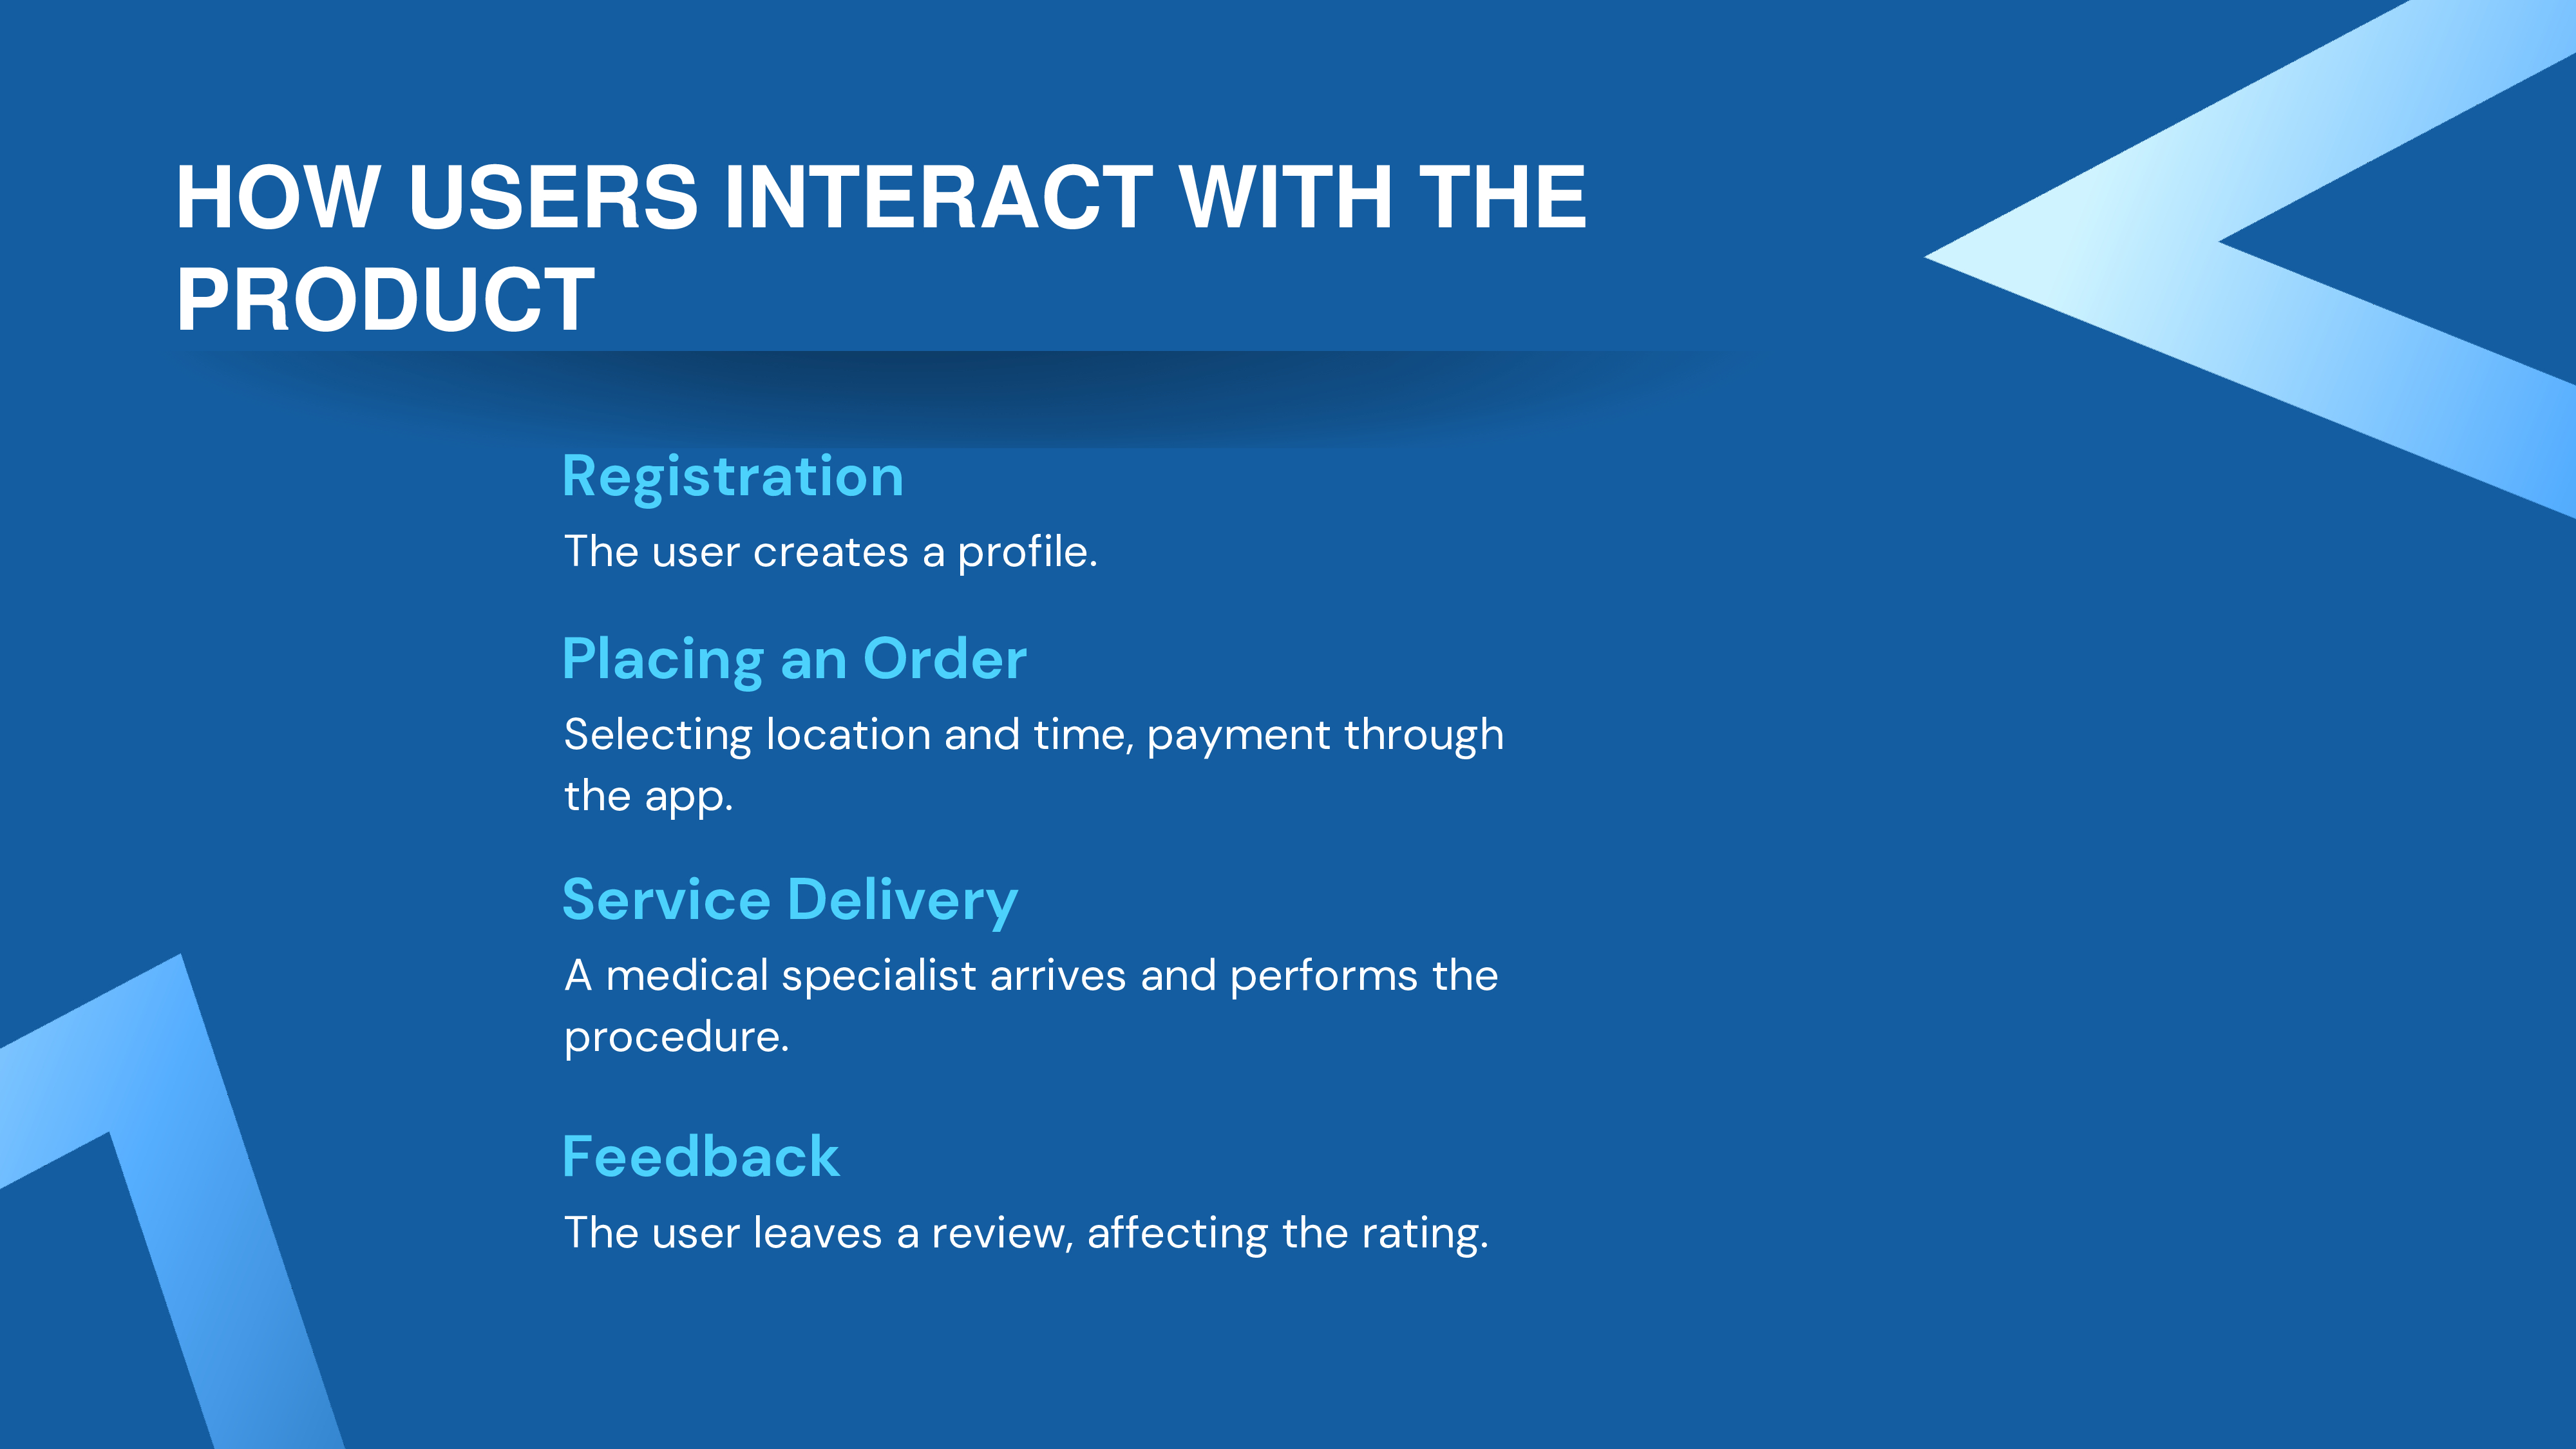 HOW USERS INTERACT WITH THE
PRODUCT
Registration
The user creates a profile.
Placing an Order
Selecting location and time, payment through
the app.
Service Delivery
A medical specialist arrives and performs the
procedure.
Feedback
The user leaves a review, affecting the rating.